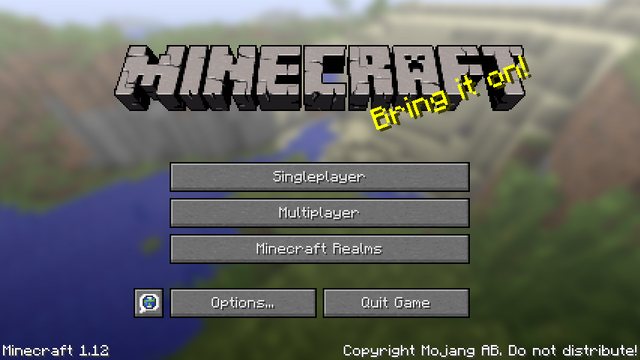 MINECRAFT
Bring it on!
Singleplayer
Multiplayer
Minecraft Realms
Options...
Quit Game
Minecraft 1.12
Copyright Mojang AB. Do not distribute!